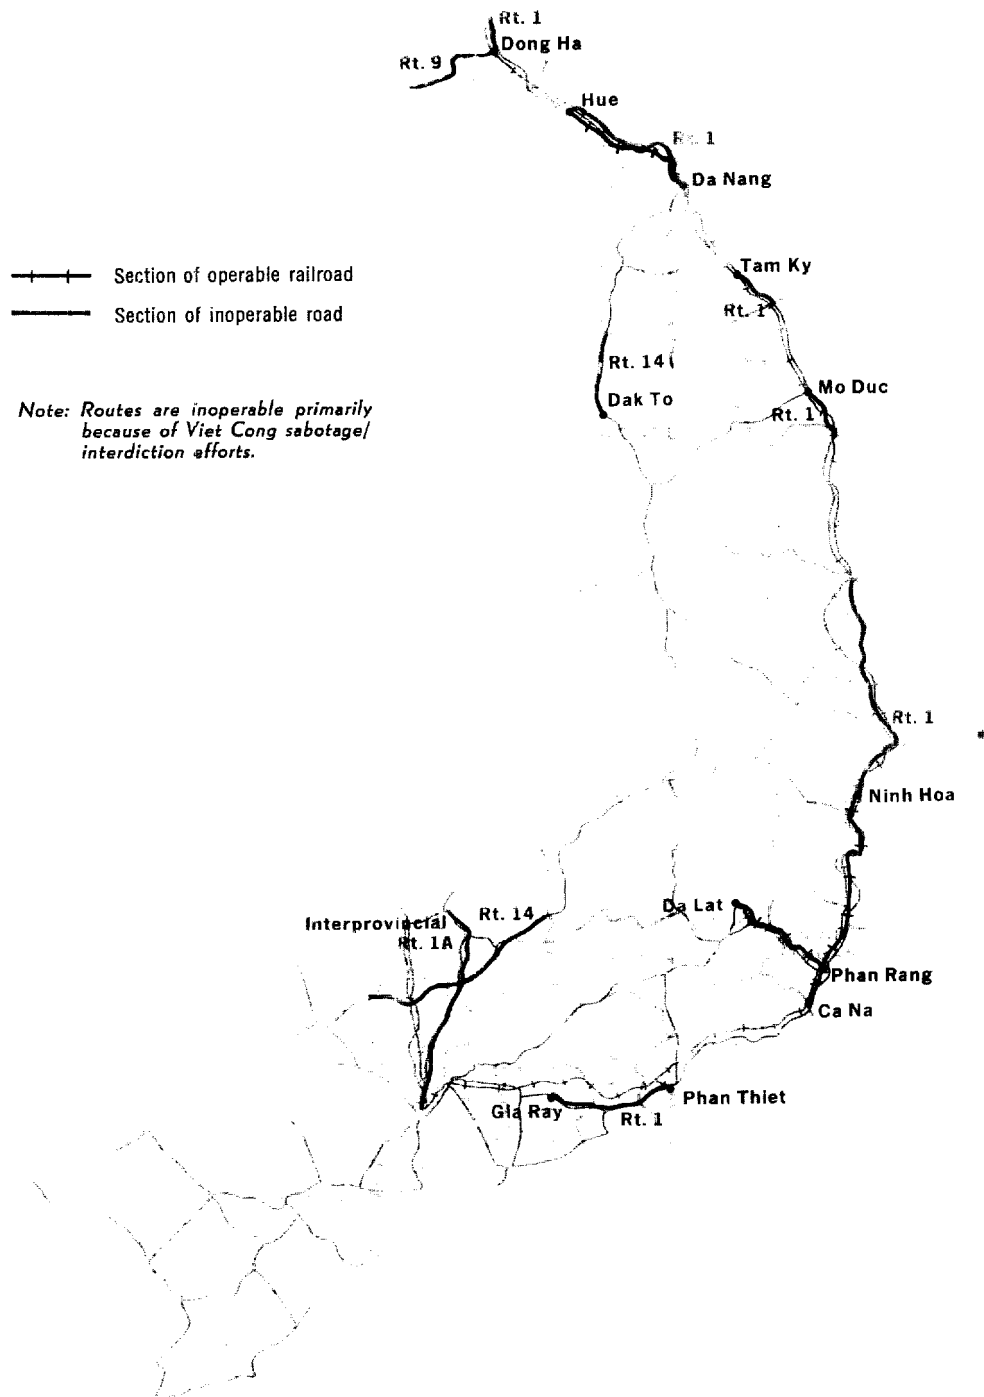 Rt. 1
Dong Ha
Rt. 9
Hue
Rt. 1
Da Nang
Section of operable railroad
Tam Ky
Section of inoperable road
Rt. 1
Rt. 14
Mo Duc
Dak To
Note: Routes are inoperable primarily
Rt. 1
because of Viet Cong sabotage/
interdiction efforts.
Rt. 1
Ninh Hoa
Da Lat
Rt. 14
Interprovincial
Rt. 1A
Phan Rang
Ca Na
Phan Thiet
Gia Ray
Rt. 1